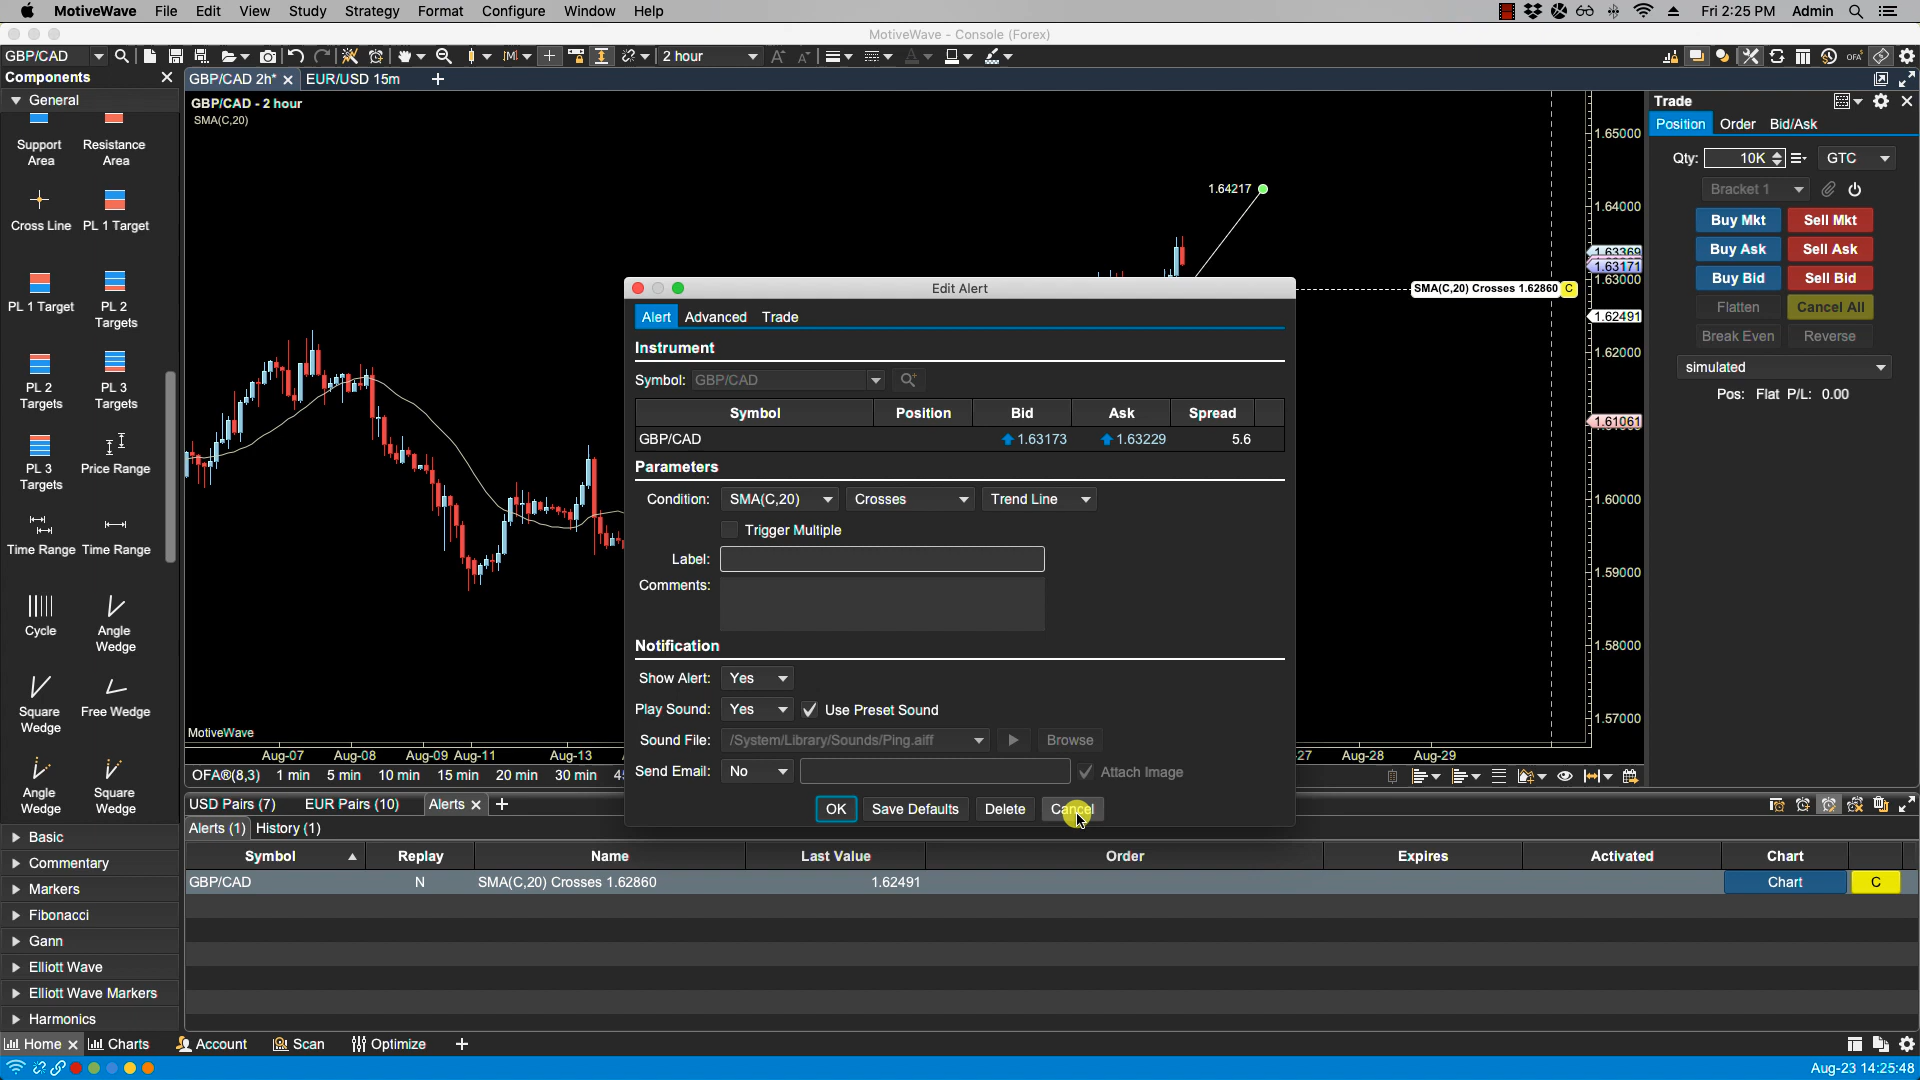 MotiveWave File Edit View Study Strategy Format Configure Window Help Fri 2:25 PM Admin
MotiveWave - Console (Forex)
GBP/CAD 2 hour
Components
GBP/CAD 2h* EUR/USD 15m
General
GBP/CAD - 2 hour
SMA(C,20)
Support Area
Resistance Area
Cross Line
PL 1 Target
PL 1 Target
PL 2 Targets
PL 2 Targets
PL 3 Targets
PL 3 Targets
Price Range
Time Range
Time Range
Cycle
Angle Wedge
Square Wedge
Free Wedge
Angle Wedge
Square Wedge
Basic
Commentary
Markers
Fibonacci
Gann
Elliott Wave
Elliott Wave Markers
Harmonics
1.64217
SMA(C,20) Crosses 1.62860 C
1.65000
1.64000
1.63369
1.63171
1.63000
1.62491
1.62000
1.61061
1.60000
1.59000
1.58000
1.57000
Edit Alert
Alert Advanced Trade
Instrument
Symbol: GBP/CAD
Symbol Position Bid Ask Spread
GBP/CAD 1.63173 1.63229 5.6
Parameters
Condition: SMA(C,20) Crosses Trend Line
Trigger Multiple
Label:
Comments:
Notification
Show Alert: Yes
Play Sound: Yes Use Preset Sound
Sound File: /System/Library/Sounds/Ping.aiff Browse
Send Email: No Attach Image
OK Save Defaults Delete Cancel
MotiveWave
Aug-07 Aug-08 Aug-09 Aug-11 Aug-13 27 Aug-28 Aug-29
OFA®(8,3) 1 min 5 min 10 min 15 min 20 min 30 min
Trade
Position Order Bid/Ask
Qty: 10K GTC
Bracket 1
Buy Mkt Sell Mkt
Buy Ask Sell Ask
Buy Bid Sell Bid
Flatten Cancel All
Break Even Reverse
simulated
Pos: Flat P/L: 0.00
USD Pairs (7) EUR Pairs (10) Alerts
Alerts (1) History (1)
Symbol Replay Name Last Value Order Expires Activated Chart
GBP/CAD N SMA(C,20) Crosses 1.62860 1.62491 Chart C
Home Charts Account Scan Optimize
Aug-23 14:25:48